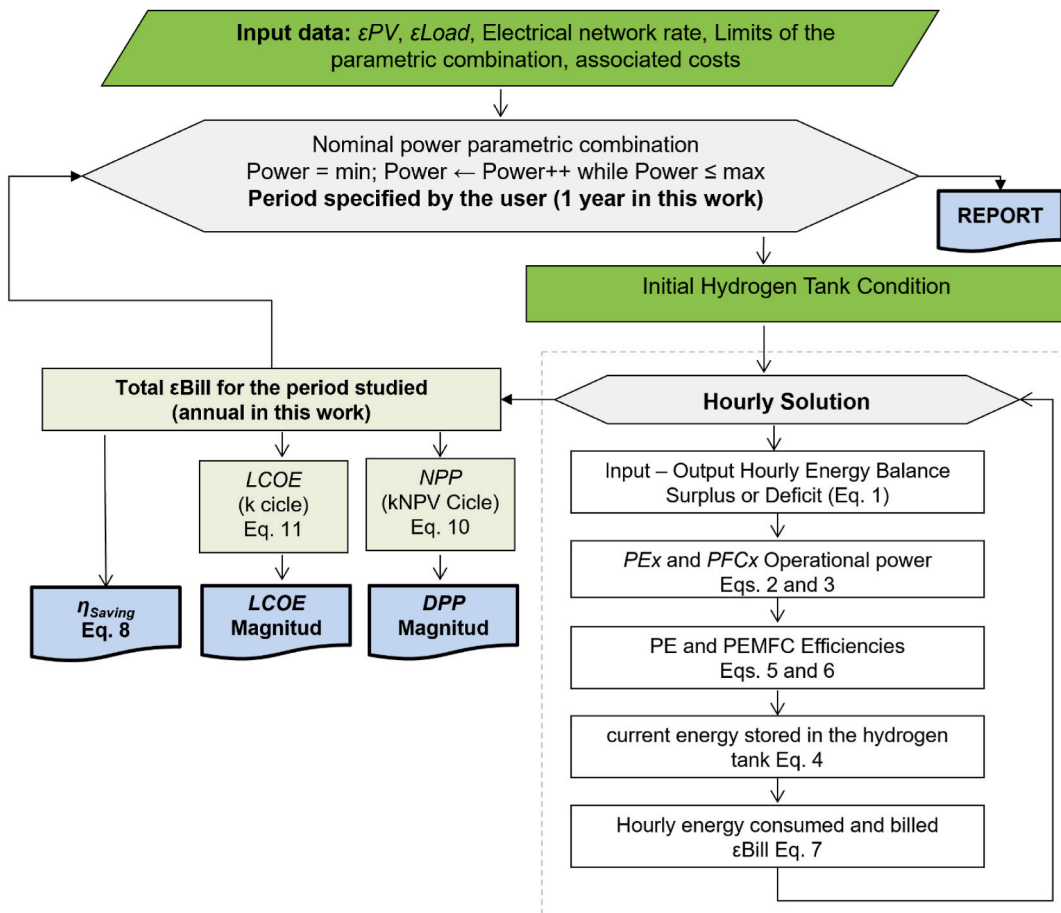 Input data: εPV, εLoad, Electrical network rate, Limits of the
parametric combination, associated costs
Nominal power parametric combination
Power = min; Power ← Power++ while Power ≤ max
Period specified by the user (1 year in this work)
REPORT
Initial Hydrogen Tank Condition
Hourly Solution
Input – Output Hourly Energy Balance
Surplus or Deficit (Eq. 1)
PEx and PFCx Operational power
Eqs. 2 and 3
PE and PEMFC Efficiencies
Eqs. 5 and 6
current energy stored in the hydrogen
tank Eq. 4
Hourly energy consumed and billed
εBill Eq. 7
Total εBill for the period studied
(annual in this work)
LCOE
(k cicle)
Eq. 11
NPP
(kNPV Cicle)
Eq. 10
ηSaving
Eq. 8
LCOE
Magnitud
DPP
Magnitud